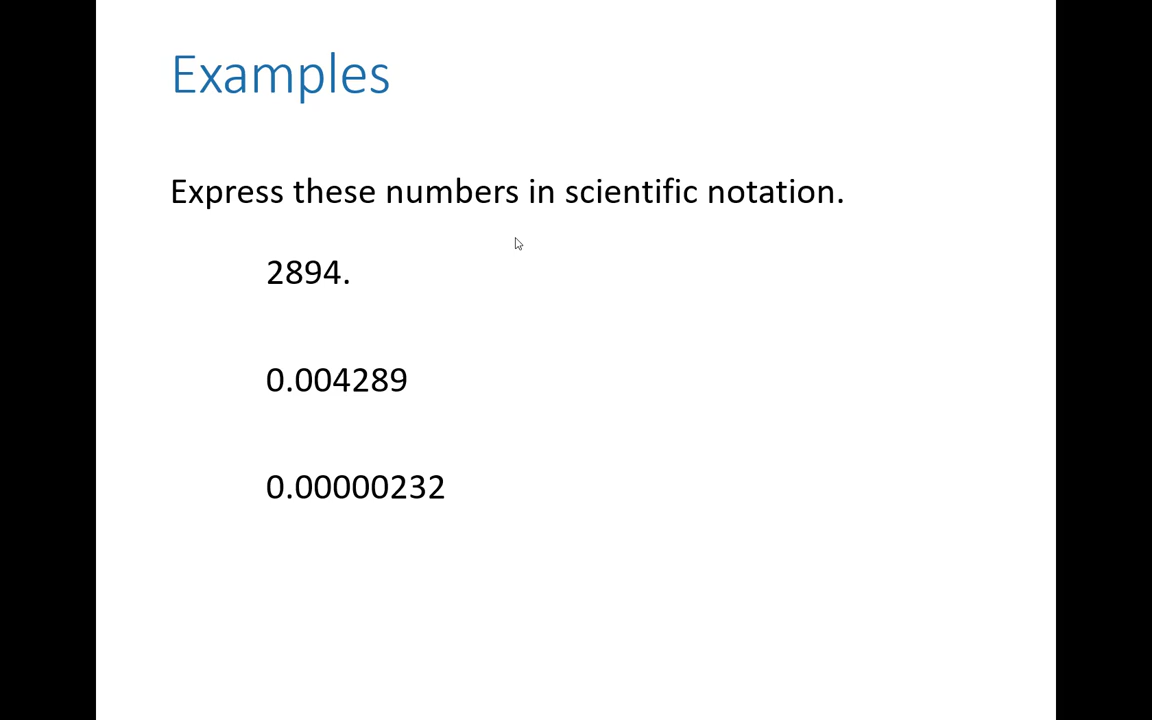 Examples
Express these numbers in scientific notation.
2894.
0.004289
0.00000232